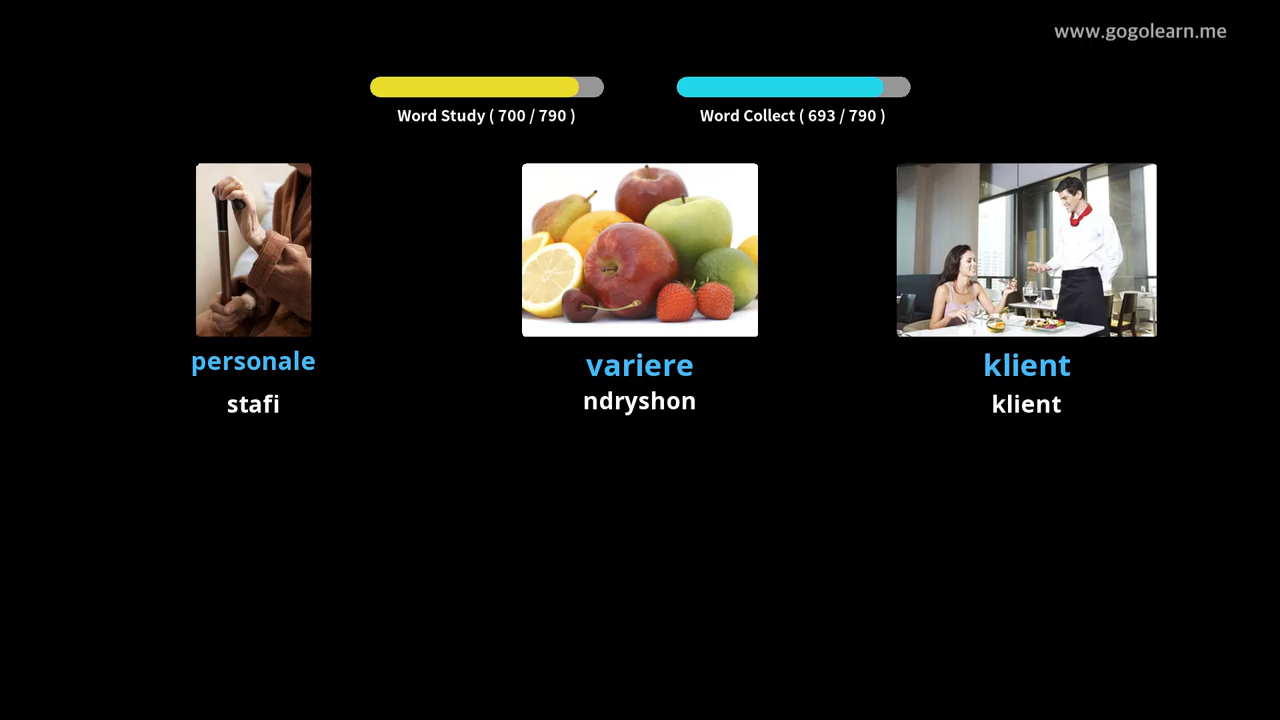 www.gogolearn.me
Word Study ( 700 / 790 )
Word Collect ( 693 / 790 )
personale
variere
klient
stafi
ndryshon
klient